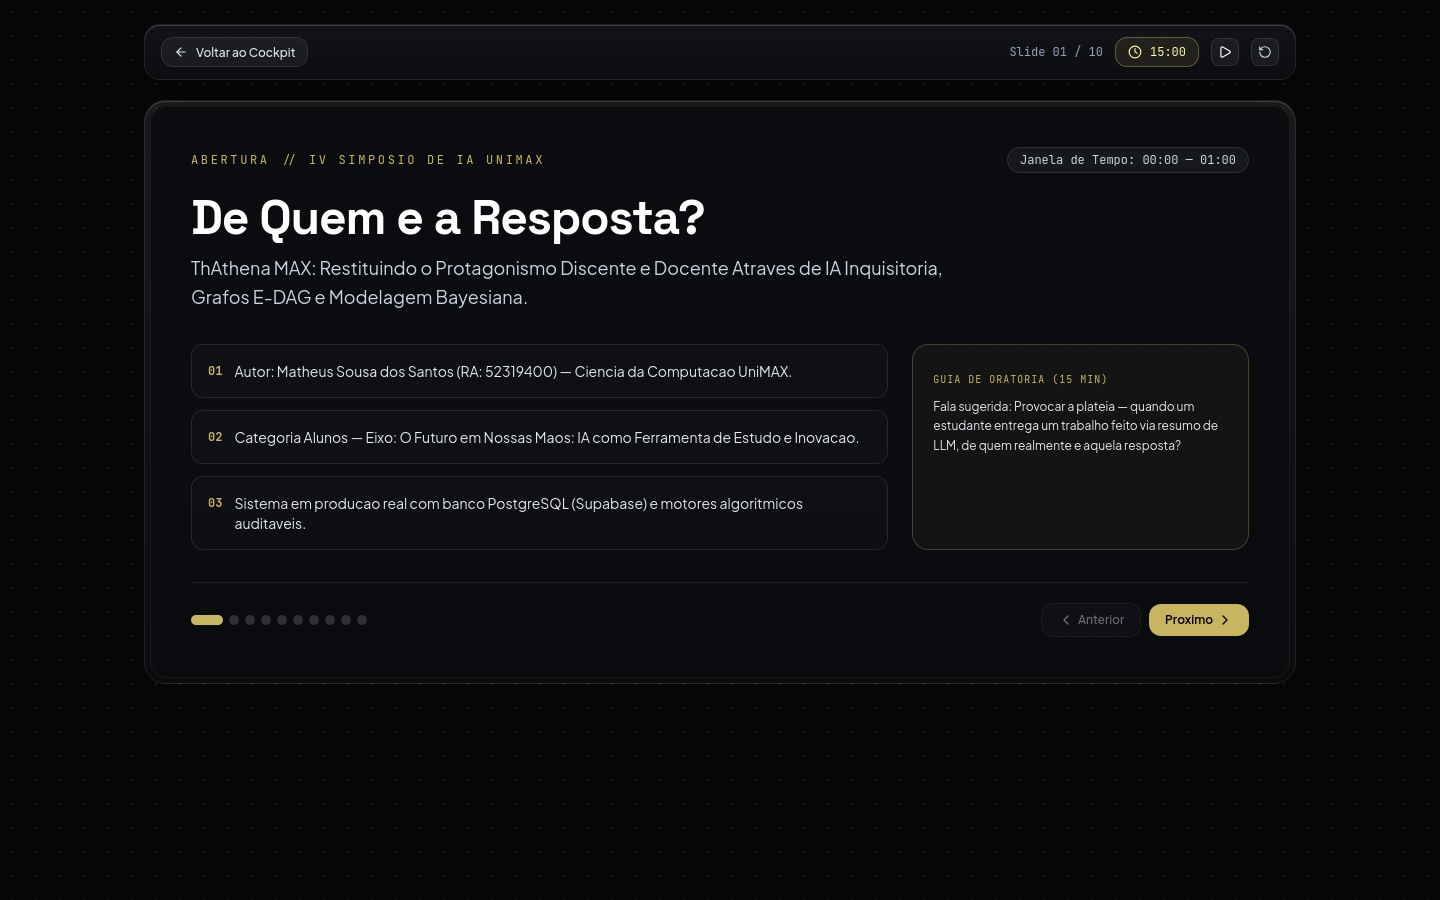 Voltar ao Cockpit
Slide 01 / 10
15:00
ABERTURA // IV SIMPOSIO DE IA UNIMAX
Janela de Tempo: 00:00 — 01:00
De Quem e a Resposta?
ThAthena MAX: Restituindo o Protagonismo Discente e Docente Atraves de IA Inquisitoria,
Grafos E-DAG e Modelagem Bayesiana.
01 Autor: Matheus Sousa dos Santos (RA: 52319400) — Ciencia da Computacao UniMAX.
02 Categoria Alunos — Eixo: O Futuro em Nossas Maos: IA como Ferramenta de Estudo e Inovacao.
03 Sistema em producao real com banco PostgreSQL (Supabase) e motores algoritmicos
auditaveis.
GUIA DE ORATORIA (15 MIN)
Fala sugerida: Provocar a plateia — quando um
estudante entrega um trabalho feito via resumo de
LLM, de quem realmente e aquela resposta?
Anterior
Proximo